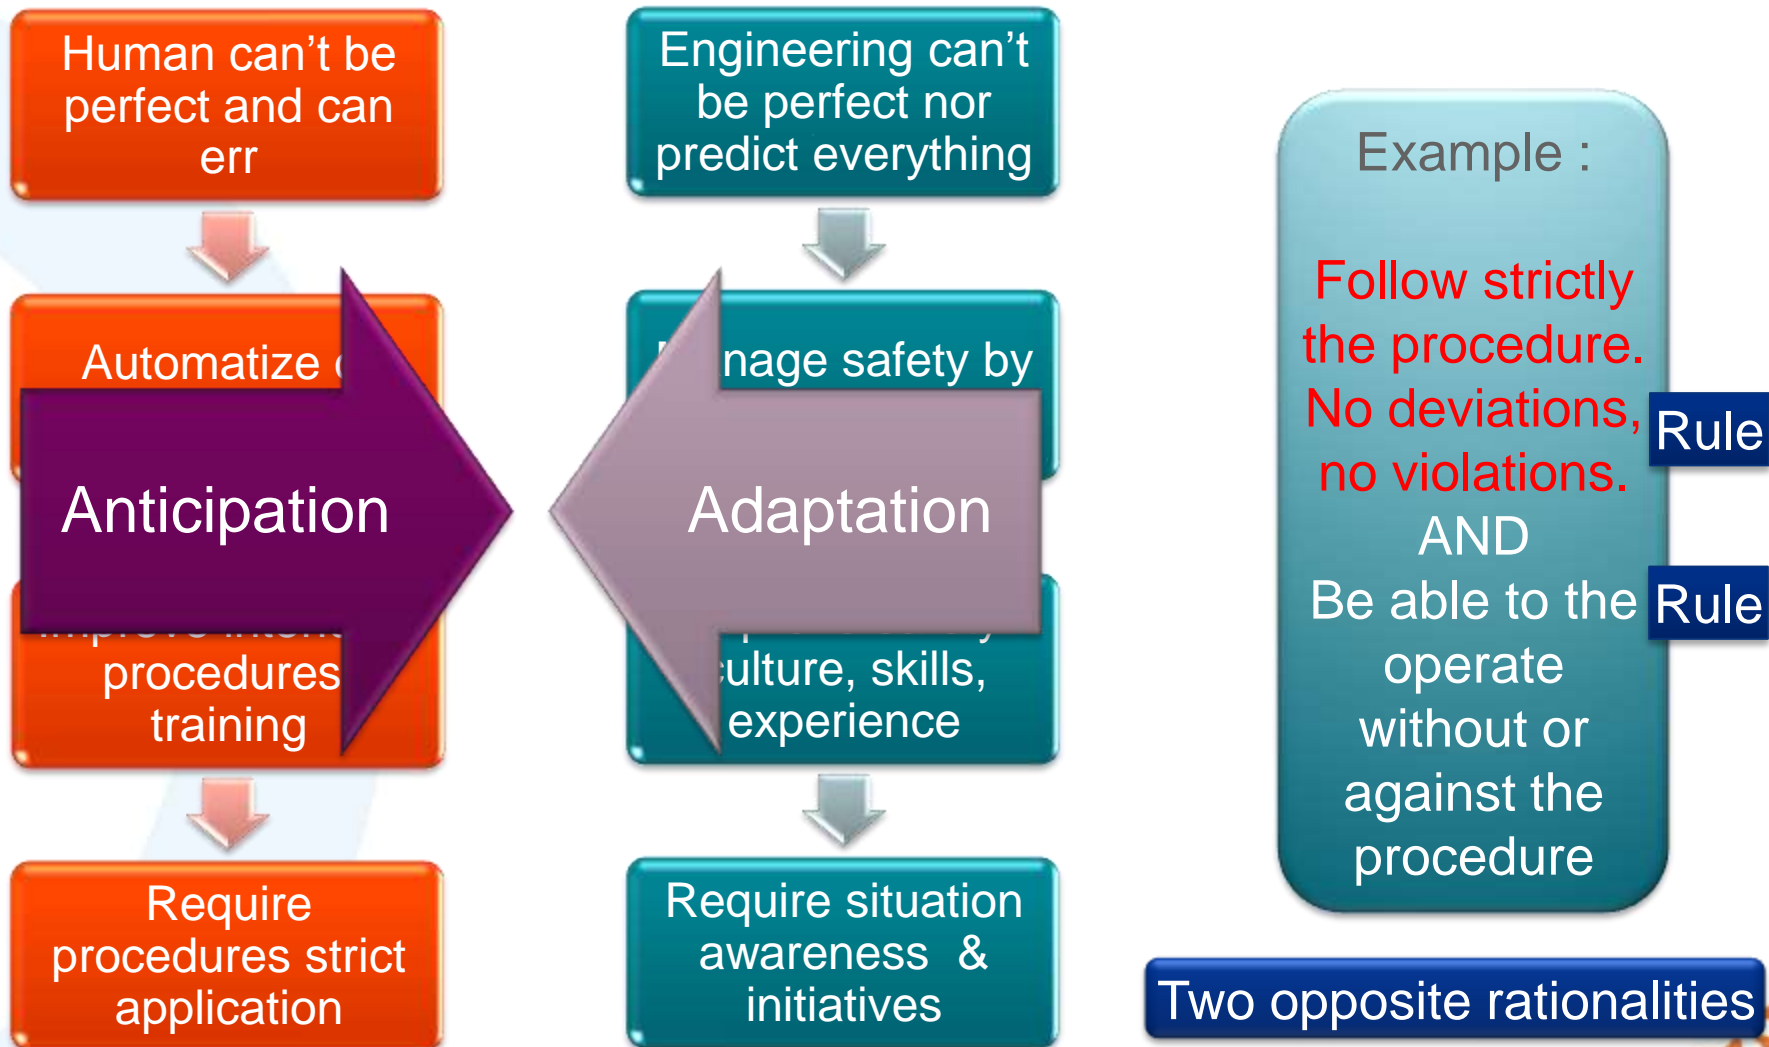 Human can’t be
perfect and can
err
Automatize
Anticipation
procedures
training
Require
procedures strict
application
Engineering can’t
be perfect nor
predict everything
safety by
Adaptation
culture, skills,
experience
Require situation
awareness &
initiatives
Example :
Follow strictly
the procedure.
No deviations,
no violations.
AND
Be able to the
operate
without or
against the
procedure
Rule
Rule
Two opposite rationalities